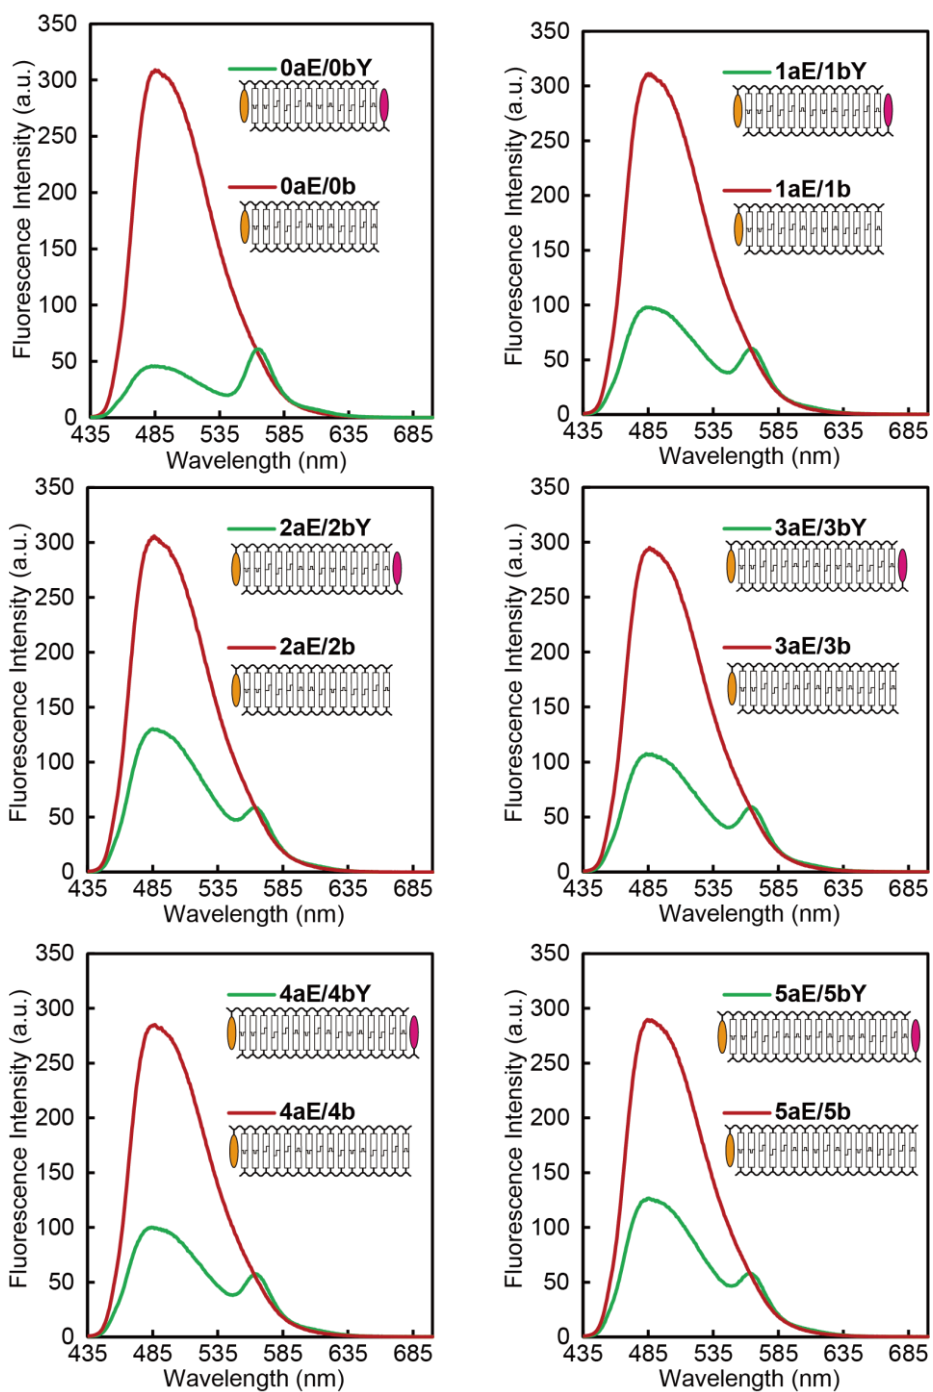 Fluorescence Intensity (a.u.)
350
300
250
200
150
100
50
0
0aE/0bY
0aE/0b
435 485 535 585 635 685
Wavelength (nm)
Fluorescence Intensity (a.u.)
350
300
250
200
150
100
50
0
1aE/1bY
1aE/1b
435 485 535 585 635 685
Wavelength (nm)
Fluorescence Intensity (a.u.)
350
300
250
200
150
100
50
0
2aE/2bY
2aE/2b
435 485 535 585 635 685
Wavelength (nm)
Fluorescence Intensity (a.u.)
350
300
250
200
150
100
50
0
3aE/3bY
3aE/3b
435 485 535 585 635 685
Wavelength (nm)
Fluorescence Intensity (a.u.)
350
300
250
200
150
100
50
0
4aE/4bY
4aE/4b
435 485 535 585 635 685
Wavelength (nm)
Fluorescence Intensity (a.u.)
350
300
250
200
150
100
50
0
5aE/5bY
5aE/5b
435 485 535 585 635 685
Wavelength (nm)